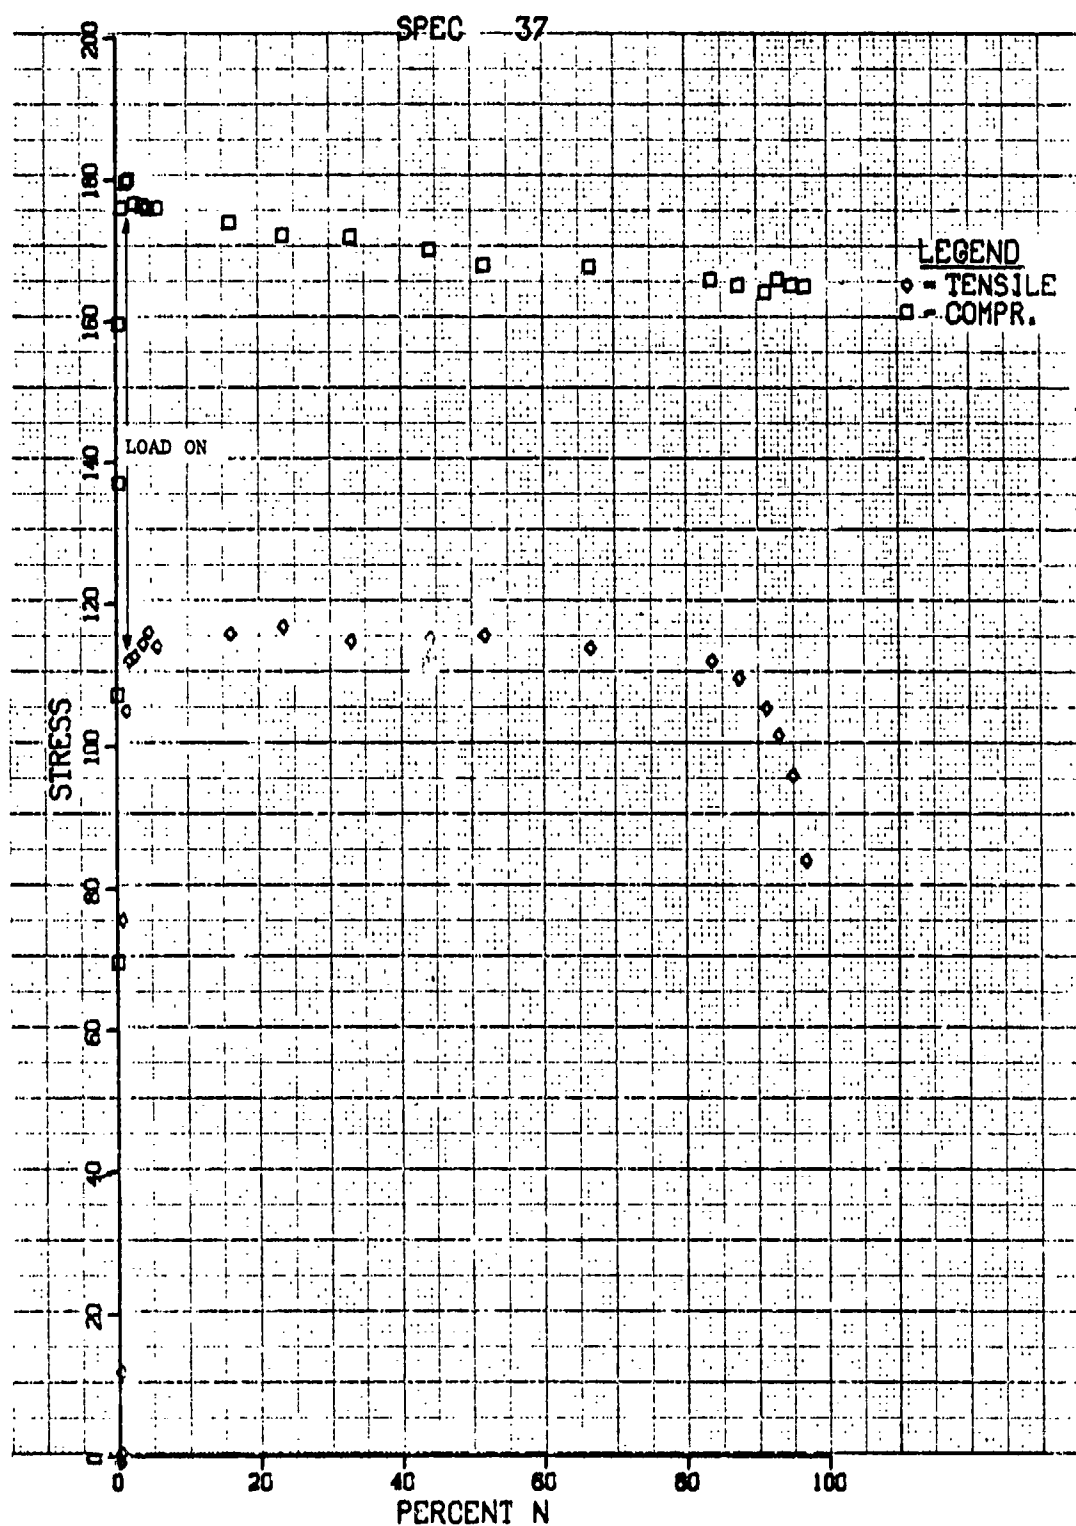 SPEC 37
200
180
160
140
120
100
80
60
40
20
0
STRESS
LEGEND
◊ = TENSILE
□ - COMPR.
LOAD ON
0 20 40 60 80 100
PERCENT N